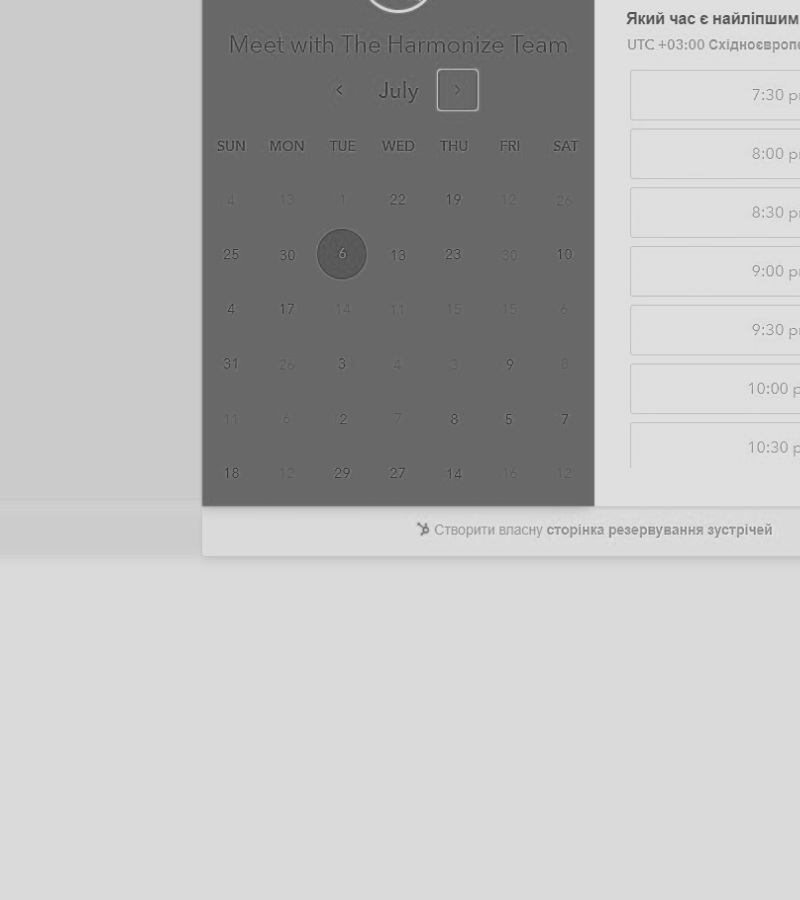 Який час є найліпшим
Meet with The Harmonize Team
UTC +03:00 Східноєвропе
July
7:30 p
SUN MON TUE WED THU FRI SAT
8:00 p
4 13 1 22 19 12 26
8:30 p
25 30 6 13 23 30 10
9:00 p
4 17 14 11 15 15 6
9:30 p
31 26 3 4 3 9 8
10:00 p
11 6 2 7 8 5 7
10:30 p
18 12 29 27 14 16 12
Створити власну сторінка резервування зустрічей